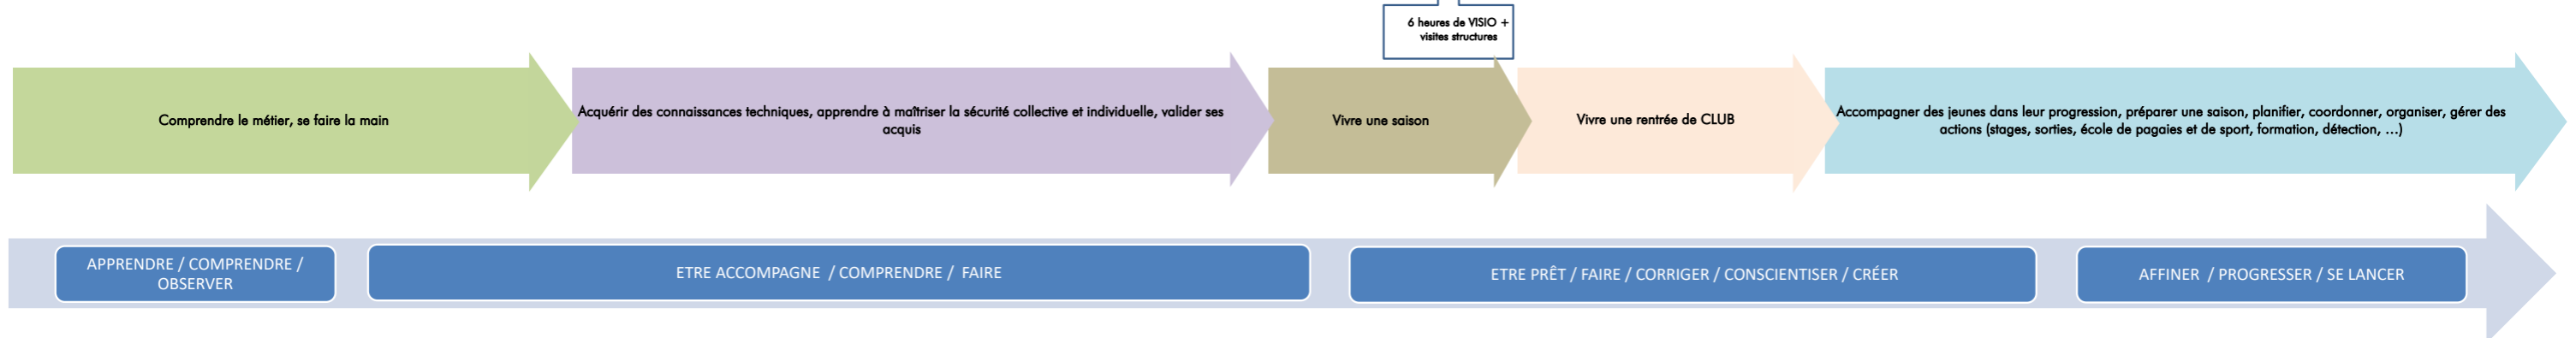 6 heures de VISIO +
visites structures
Comprendre le métier, se faire la main
Acquérir des connaissances techniques, apprendre à maîtriser la sécurité collective et individuelle, valider ses
acquis
Vivre une saison
Vivre une rentrée de CLUB
Accompagner des jeunes dans leur progression, préparer une saison, planifier, coordonner, organiser, gérer des
actions (stages, sorties, école de pagaies et de sport, formation, détection, ...)
APPRENDRE / COMPRENDRE /
OBSERVER
ETRE ACCOMPAGNE / COMPRENDRE / FAIRE
ETRE PRÊT / FAIRE / CORRIGER / CONSCIENTISER / CRÉER
AFFINER / PROGRESSER / SE LANCER